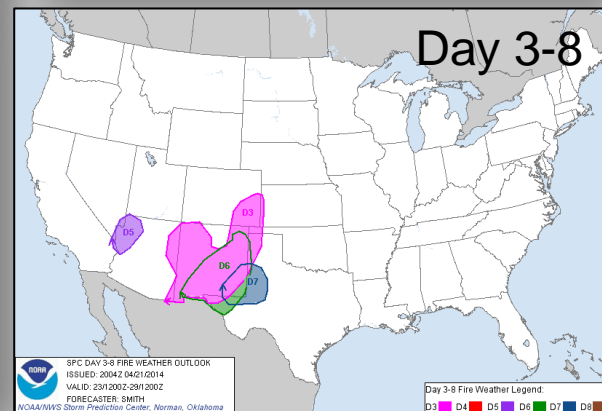 Day 3-8
D3
D5
D6
D7
NOAA
SPC DAY 3-8 FIRE WEATHER OUTLOOK
ISSUED: 2004Z 04/21/2014
VALID: 23/1200Z-29/1200Z
FORECASTER: SMITH
NOAA/NWS Storm Prediction Center, Norman, Oklahoma
Day 3-8 Fire Weather Legend:
D3 D4 D5 D6 D7 D8